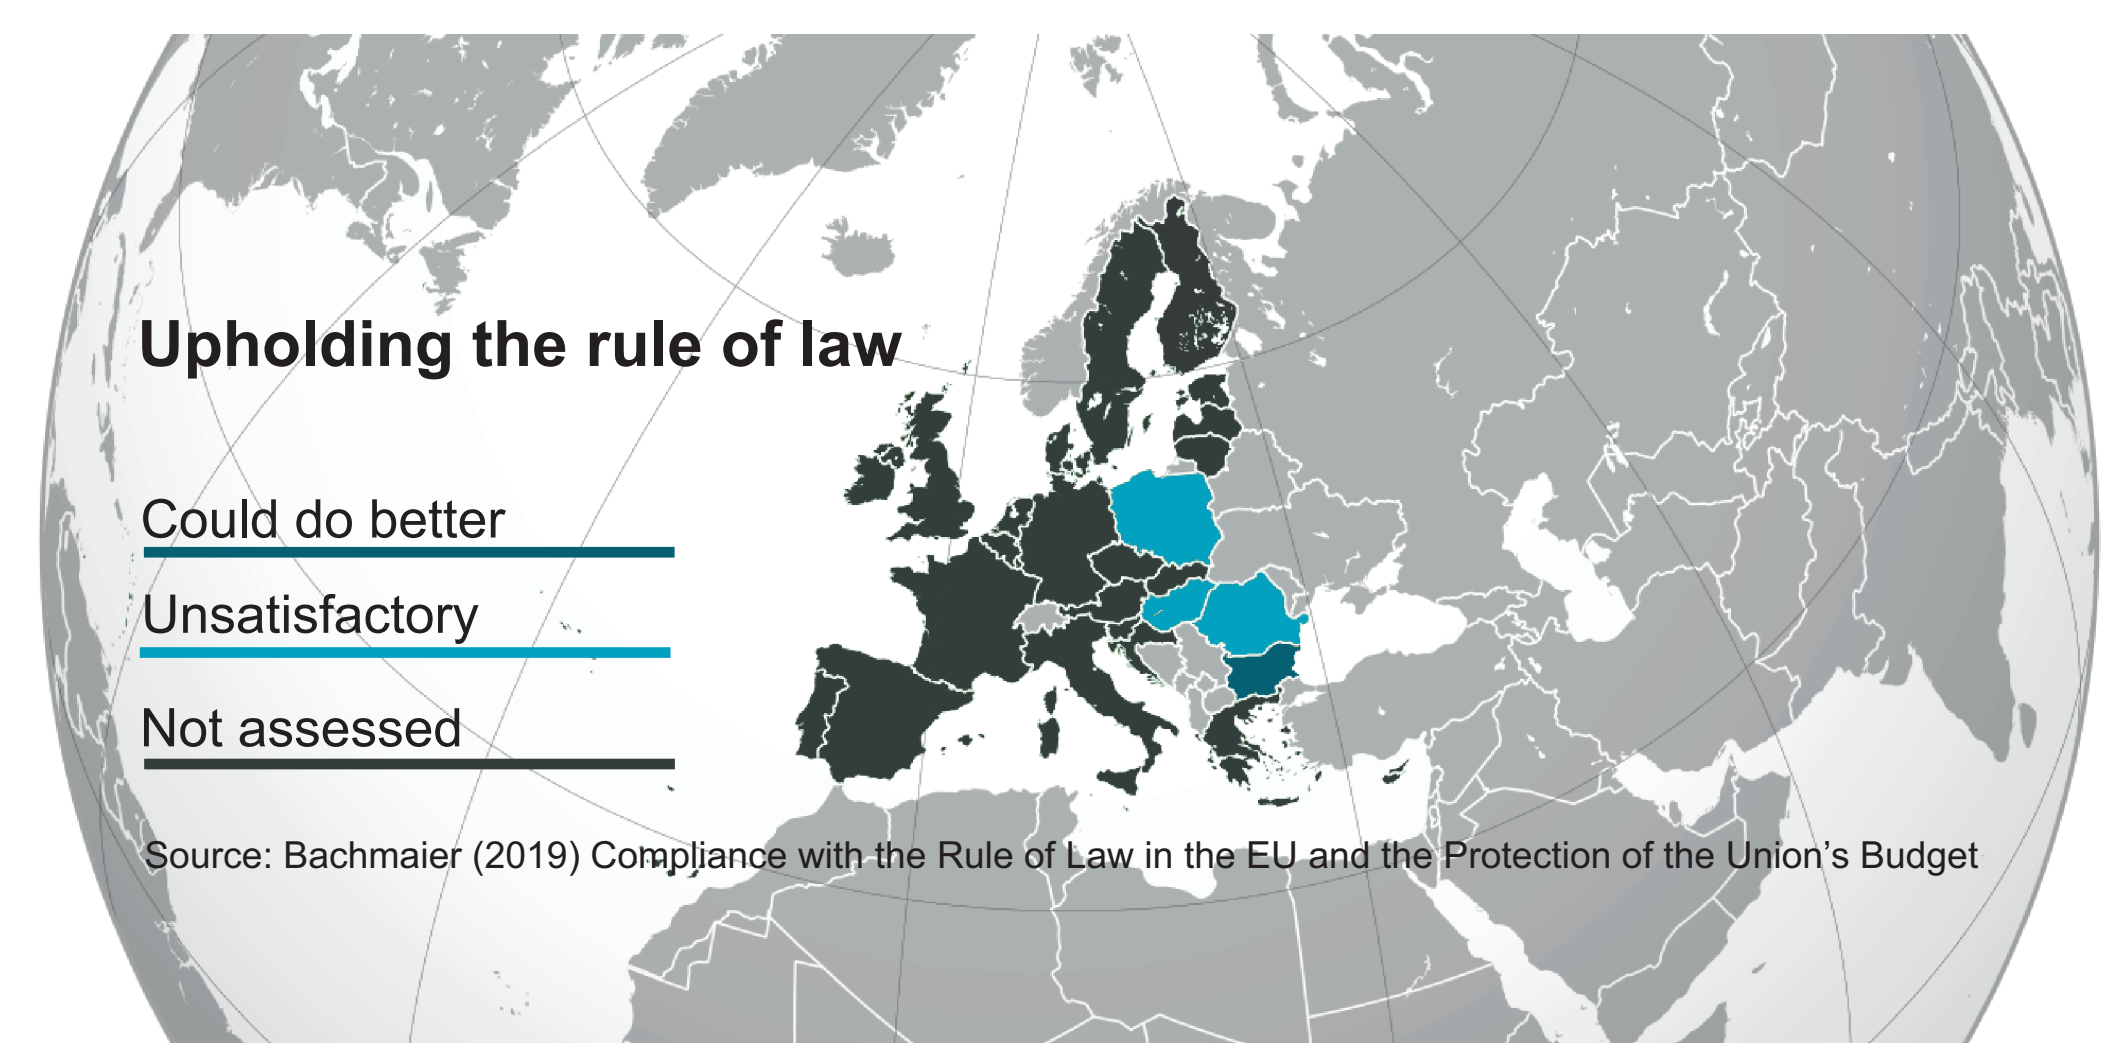 Upholding the rule of law
Could do better
Unsatisfactory
Not assessed
Source: Bachmaier (2019) Compliance with the Rule of Law in the EU and the Protection of the Union’s Budget